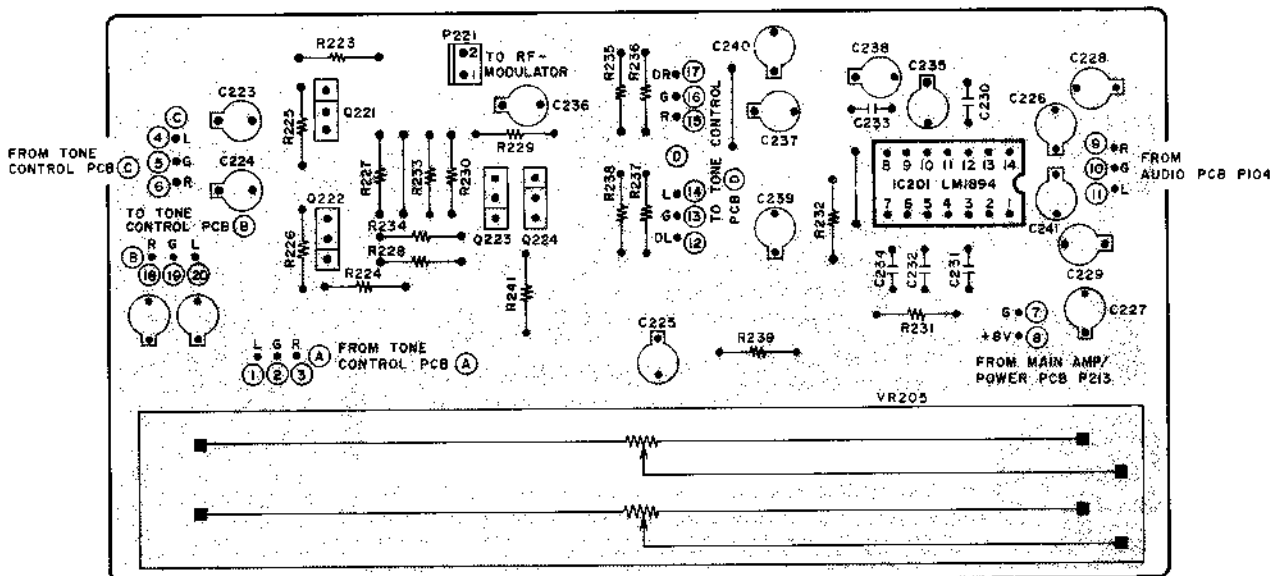 R223
P221
2
1
TO RF-
MODULATOR
C236
R235
R236
DR
17
G
16
R
15
TO TONE CONTROL
PCB D
C240
C237
C238
C235
C233
C230
C228
C226
C223
R225
Q221
C
4
L
5
G
6
R
FROM TONE
CONTROL PCB C
C224
R227
R233
R230
R229
R238
R237
D
L
14
G
13
DL
12
C239
R232
8 9 10 11 12 13 14
IC201 LM1894
7 6 5 4 3 2 1
9
R
10
G
11
L
FROM
AUDIO PCB P104
C241
C229
TO TONE
CONTROL PCB B
R G L
B
18 19 20
Q222
R226
R234
R228
R224
Q223
Q224
R241
C234
C232
C231
R231
G
7
+8V
8
C227
FROM MAIN AMP/
POWER PCB P213
L G R
A
1 2 3
FROM TONE
CONTROL PCB A
C225
R239
VR205